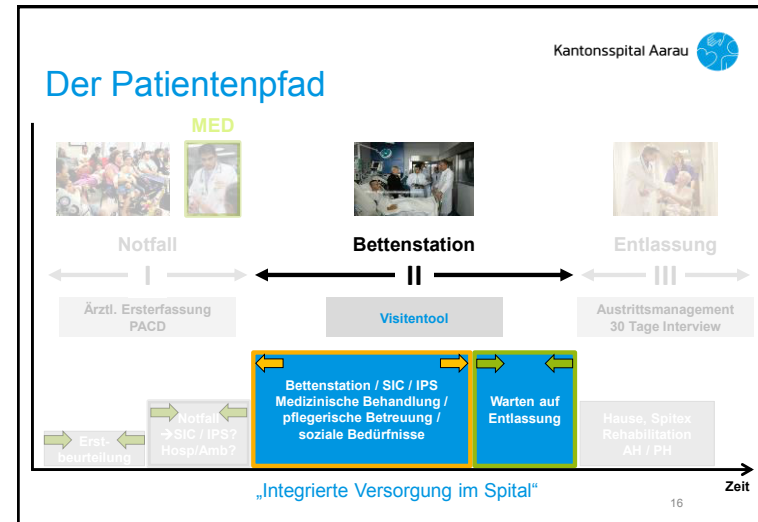 Kantonsspital Aarau
Der Patientenpfad
MED
Notfall
Bettenstation
Entlassung
I
II
III
Ärztl. Ersterfassung
PACD
Visitentool
Austrittsmanagement
30 Tage Interview
Erst-
beurteilung
Notfall
→SIC / IPS?
Hosp/Amb?
Bettenstation / SIC / IPS
Medizinische Behandlung /
pflegerische Betreuung /
soziale Bedürfnisse
Warten auf
Entlassung
Hause, Spitex
Rehabilitation
AH / PH
Zeit
„Integrierte Versorgung im Spital“
16